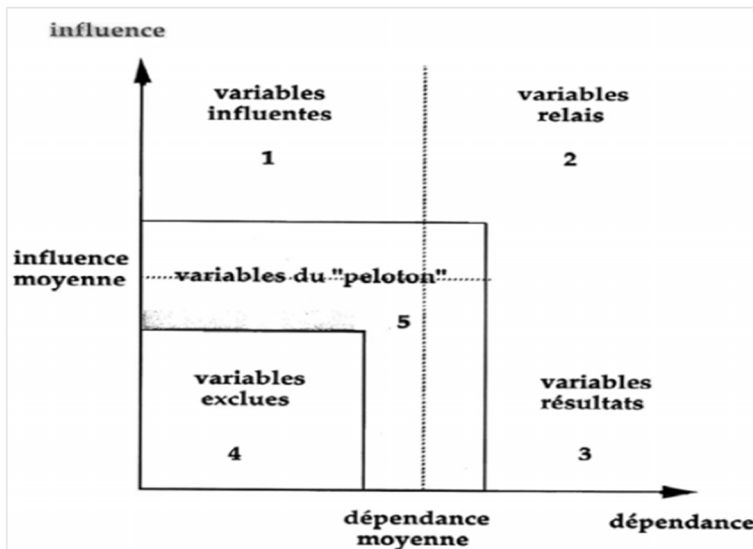 influence
variables
influentes
1
variables
relais
2
influence
moyenne
variables du "peloton"
5
variables
exclues
4
variables
résultats
3
dépendance
moyenne
dépendance